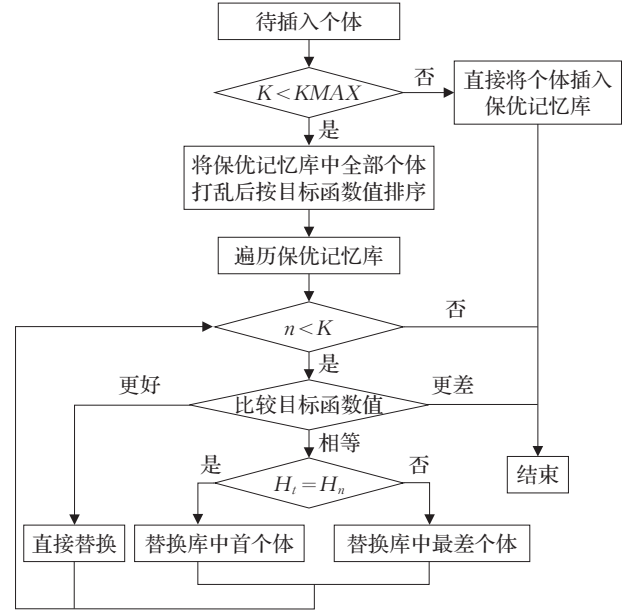 待插入个体
K<KMAX
否
直接将个体插入
保优记忆库
是
将保优记忆库中全部个体
打乱后按目标函数值排序
遍历保优记忆库
n<K
否
是
更好
比较目标函数值
更差
相等
是
H_t=H_n
否
结束
直接替换
替换库中首个体
替换库中最差个体